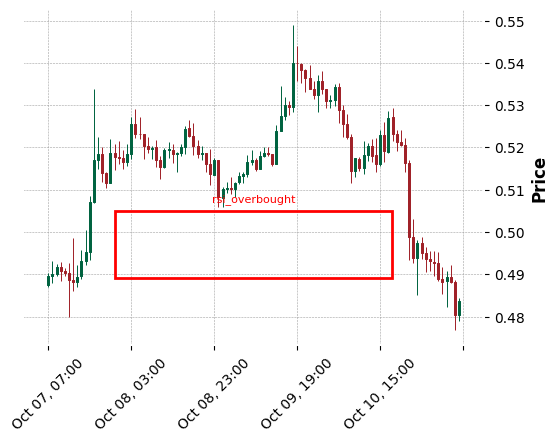 0.55
0.54
0.53
0.52
0.51
0.50
0.49
0.48
Price
rsi_overbought
Oct 07, 07:00
Oct 08, 03:00
Oct 08, 23:00
Oct 09, 19:00
Oct 10, 15:00